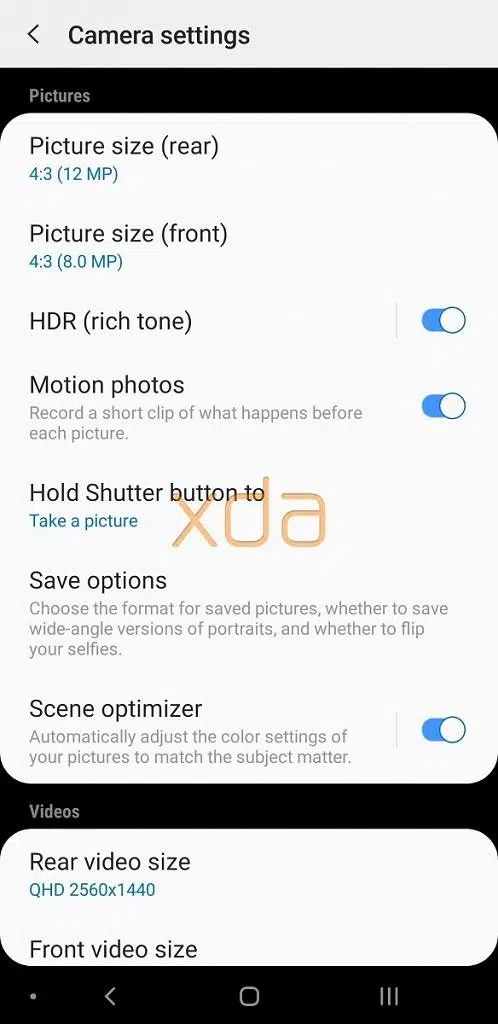 Camera settings
Pictures
Picture size (rear)
4:3 (12 MP)
Picture size (front)
4:3 (8.0 MP)
HDR (rich tone)
Motion photos
Record a short clip of what happens before
each picture.
Hold Shutter button to
Take a picture
xda
Save options
Choose the format for saved pictures, whether to save
wide-angle versions of portraits, and whether to flip
your selfies.
Scene optimizer
Automatically adjust the color settings of
your pictures to match the subject matter.
Videos
Rear video size
QHD 2560x1440
Front video size